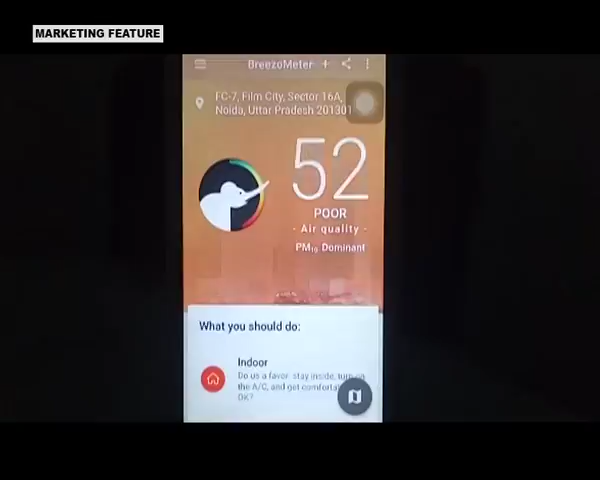 MARKETING FEATURE
BreezoMeter
FC-7, Film City, Sector 16A,
Noida, Uttar Pradesh 201301
52
POOR
- Air quality -
PM₁₀ Dominant
What you should do:
Indoor
Do us a favor: stay inside, turn on
the A/C, and get
OK?